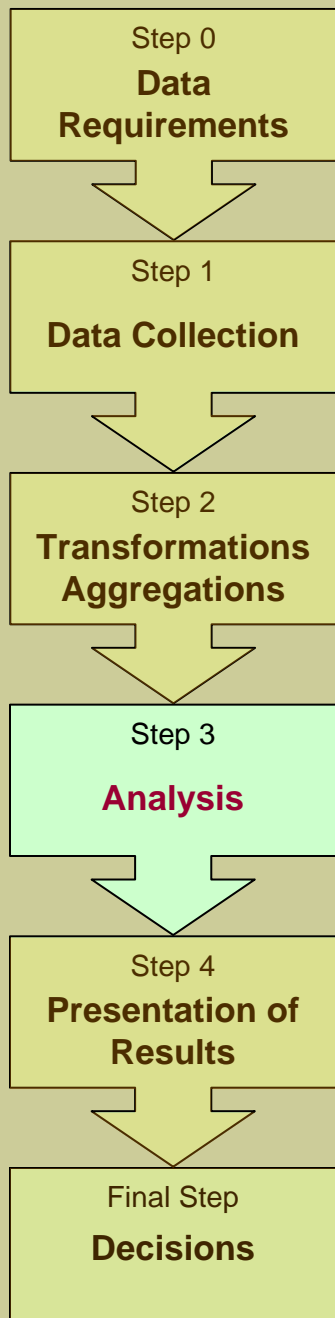 Step 0
Data
Requirements
Step 1
Data Collection
Step 2
Transformations
Aggregations
Step 3
Analysis
Step 4
Presentation of
Results
Final Step
Decisions